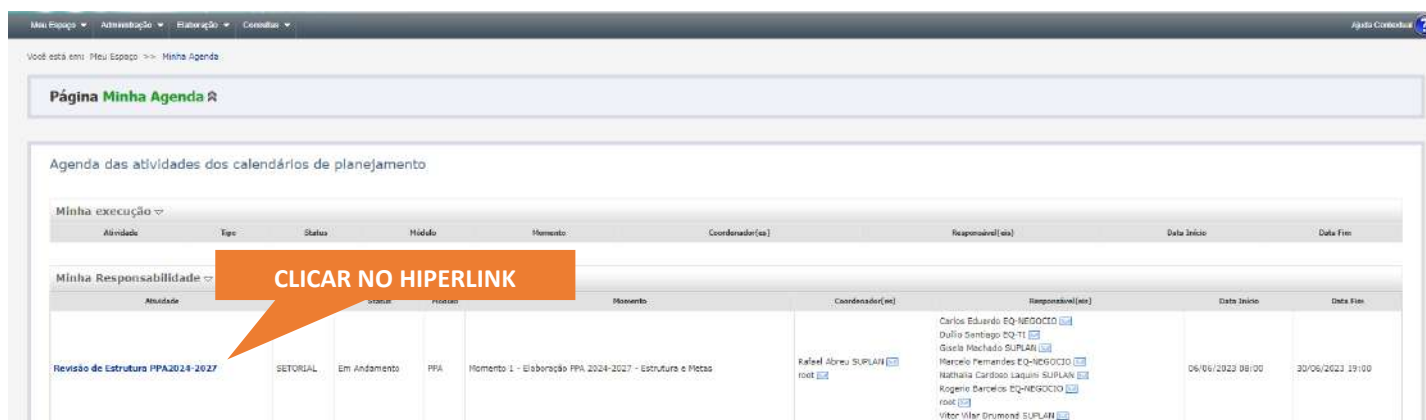 Meu Espaço Administração Elaboração Consultas Ajuda Contextual ?
Você está em: Meu Espaço >> Minha Agenda
Página Minha Agenda
Agenda das atividades dos calendários de planejamento
Minha execução
Atividade Tipo Status Módulo Momento Coordenador(es) Responsável(eis) Data Início Data Fim
Minha Responsabilidade
CLICAR NO HIPERLINK
Atividade Status Módulo Momento Coordenador(es) Responsável(eis) Data Início Data Fim
Carlos Eduardo EQ-NEGOCIO
Dulio Santiago EQ-TI
Gisela Machado SUPLAN
Rafael Abreu SUPLAN Marcelo Fernandes EQ-NEGOCIO
Revisão de Estrutura PPA2024-2027 SETORIAL Em Andamento PPA Momento 1 - Elaboração PPA 2024-2027 - Estrutura e Metas 06/06/2023 08:00 30/06/2023 19:00
root Nathalia Cardoso Laquini SUPLAN
Rogerio Barcelos EQ-NEGOCIO
root
Vitor Vilar Drumond SUPLAN